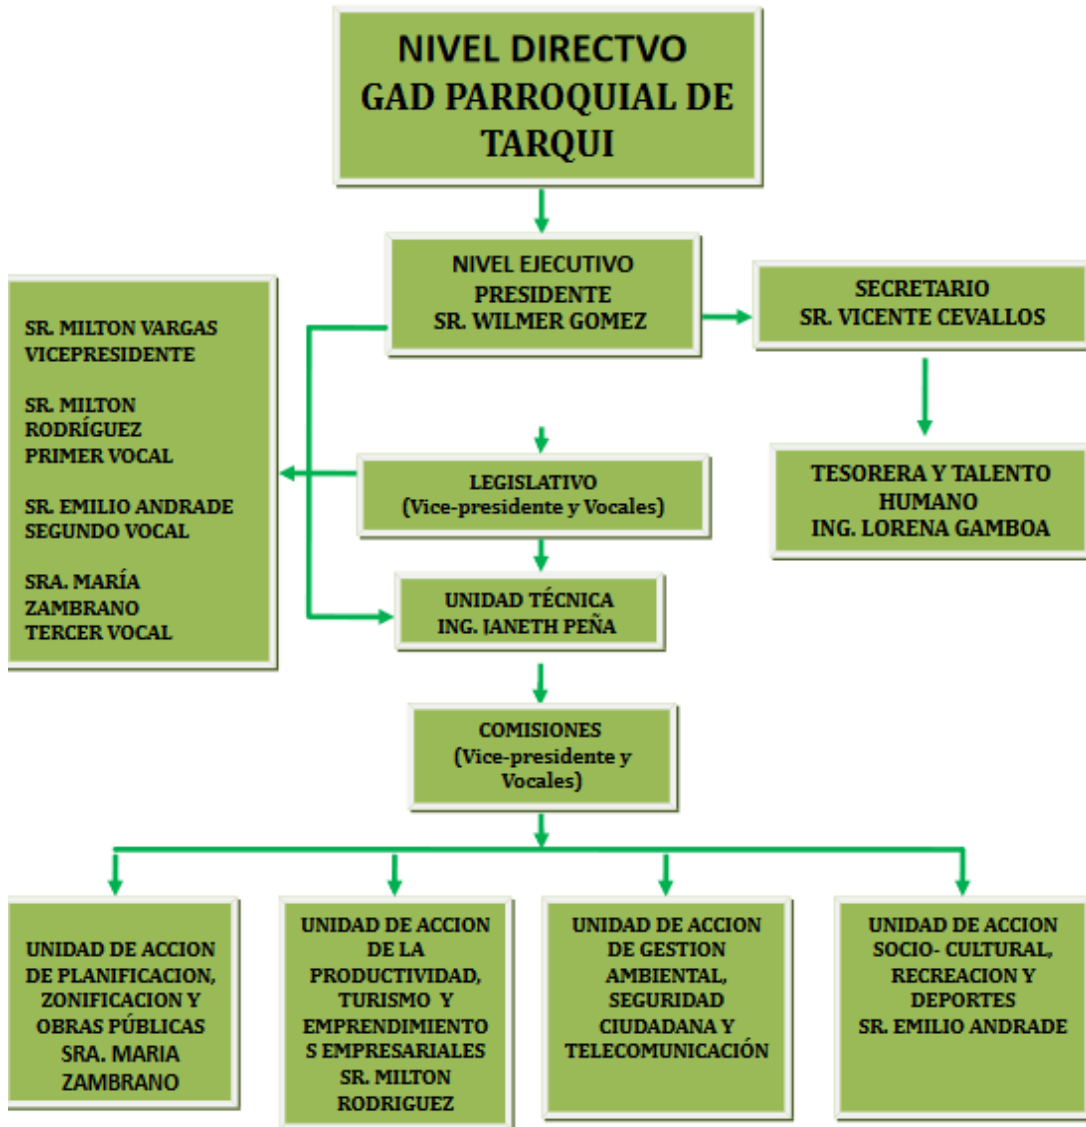 NIVEL DIRECTVO
GAD PARROQUIAL DE
TARQUI
NIVEL EJECUTIVO
PRESIDENTE
SR. WILMER GOMEZ
SECRETARIO
SR. VICENTE CEVALLOS
SR. MILTON VARGAS
VICEPRESIDENTE
SR. MILTON
RODRÍGUEZ
PRIMER VOCAL
SR. EMILIO ANDRADE
SEGUNDO VOCAL
SRA. MARÍA
ZAMBRANO
TERCER VOCAL
LEGISLATIVO
(Vice-presidente y Vocales)
TESORERA Y TALENTO
HUMANO
ING. LORENA GAMBOA
UNIDAD TÉCNICA
ING. JANETH PEÑA
COMISIONES
(Vice-presidente y
Vocales)
UNIDAD DE ACCION
DE PLANIFICACION,
ZONIFICACION Y
OBRAS PÚBLICAS
SRA. MARIA
ZAMBRANO
UNIDAD DE ACCION
DE LA
PRODUCTIVIDAD,
TURISMO Y
EMPRENDIMIENTO
S EMPRESARIALES
SR. MILTON
RODRIGUEZ
UNIDAD DE ACCION
DE GESTION
AMBIENTAL,
SEGURIDAD
CIUDADANA Y
TELECOMUNICACIÓN
UNIDAD DE ACCION
SOCIO- CULTURAL,
RECREACION Y
DEPORTES
SR. EMILIO ANDRADE